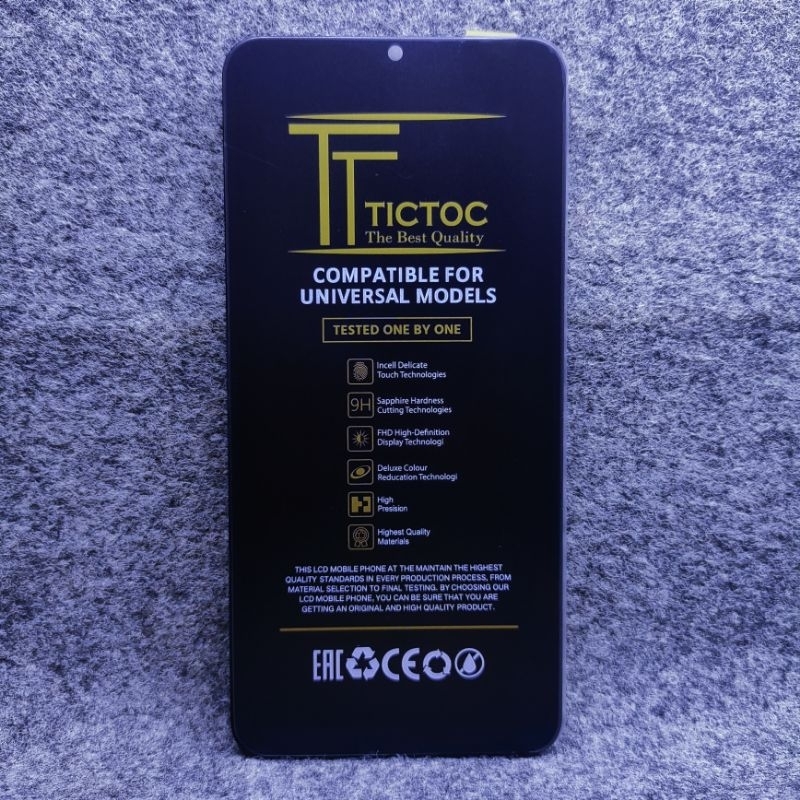 TT
TICTOC
The Best Quality
COMPATIBLE FOR
UNIVERSAL MODELS
TESTED ONE BY ONE
Incell Delicate
Touch Technologies
9H
Sapphire Hardness
Cutting Technologies
FHD High-Definition
Display Technologi
Deluxe Colour
Reducation Technologi
High
Presision
Highest Quality
Materials
THIS LCD MOBILE PHONE AT THE MAINTAIN THE HIGHEST
QUALITY STANDARDS IN EVERY PRODUCTION PROCESS, FROM
MATERIAL SELECTION TO FINAL TESTING. BY CHOOSING OUR
LCD MOBILE PHONE, YOU CAN BE SURE THAT YOU ARE
GETTING AN ORIGINAL AND HIGH QUALITY PRODUCT.
EAC CE